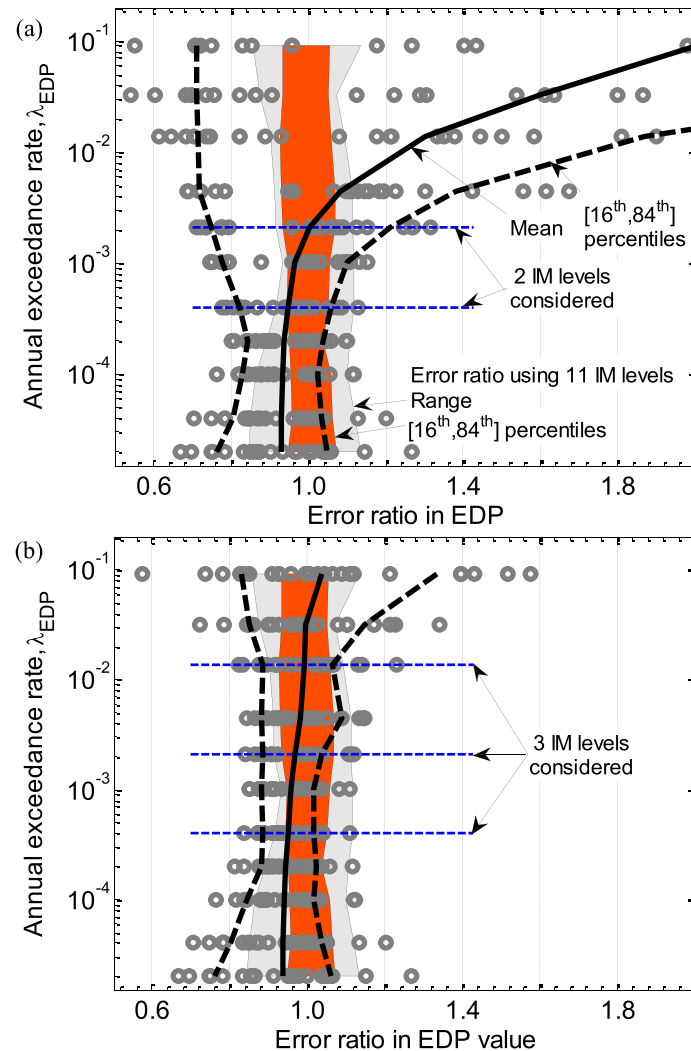 (a)
10⁻¹
10⁻²
10⁻³
10⁻⁴
Annual exceedance rate, λ_EDP
Mean
[16ᵗʰ,84ᵗʰ]
percentiles
2 IM levels
considered
Error ratio using 11 IM levels
Range
[16ᵗʰ,84ᵗʰ] percentiles
0.6 1.0 1.4 1.8
Error ratio in EDP
(b)
10⁻¹
10⁻²
10⁻³
10⁻⁴
Annual exceedance rate, λ_EDP
3 IM levels
considered
0.6 1.0 1.4 1.8
Error ratio in EDP value